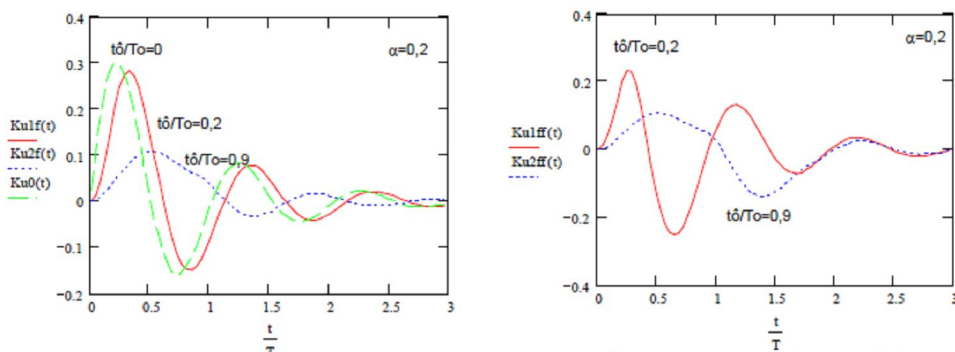 0.4
tô/To=0
α=0,2
0.3
0.2
Ku1f(t)
tô/To=0,2
Ku2f(t)
0.1
tô/To=0,9
Ku0(t)
0
−0.1
−0.2
0 0.5 1 1.5 2 2.5 3
t
T
0.4
tô/To=0,2
α=0,2
0.2
Ku1ff(t)
Ku2ff(t)
0
−0.2
tô/To=0,9
−0.4
0 0.5 1 1.5 2 2.5 3
t
T